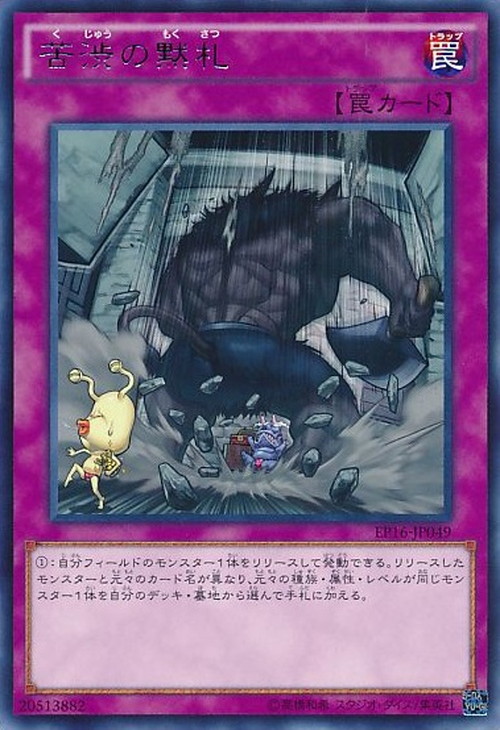 く じゅう もく さつ
苦渋の黙札
トラップ
罠
トラップ
【罠カード】
EP16-JP049
①：自分フィールドのモンスター１体をリリースして発動できる。リリースした
モンスターと元々のカード名が異なり、元々の種族・属性・レベルが同じモン
スター１体を自分のデッキ・墓地から選んで手札に加える。
20513882
©高橋和希 スタジオ・ダイス/集英社